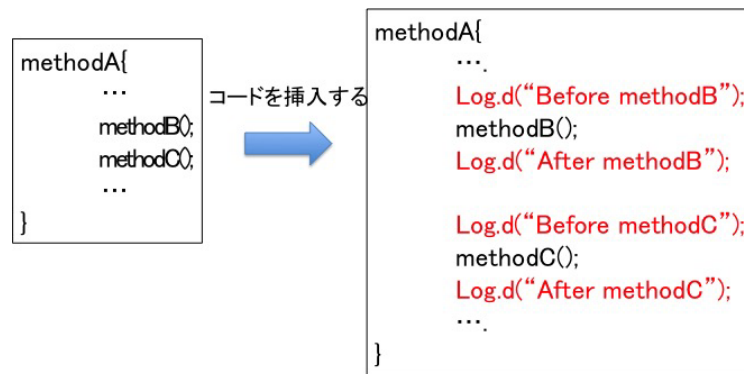 methodA{
…
methodB();
methodC();
…
}
コードを挿入する
methodA{
….
Log.d(“Before methodB”);
methodB();
Log.d(“After methodB”);
Log.d(“Before methodC”);
methodC();
Log.d(“After methodC”);
….
}